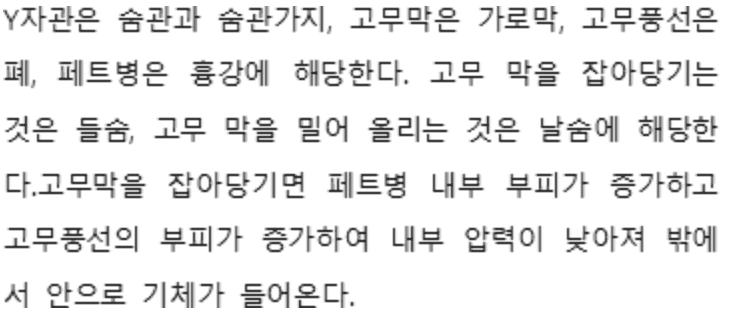 Y자관은 숨관과 숨관가지, 고무막은 가로막, 고무풍선은
폐, 페트병은 흉강에 해당한다. 고무 막을 잡아당기는
것은 들숨, 고무 막을 밀어 올리는 것은 날숨에 해당한
다.고무막을 잡아당기면 페트병 내부 부피가 증가하고
고무풍선의 부피가 증가하여 내부 압력이 낮아져 밖에
서 안으로 기체가 들어온다.